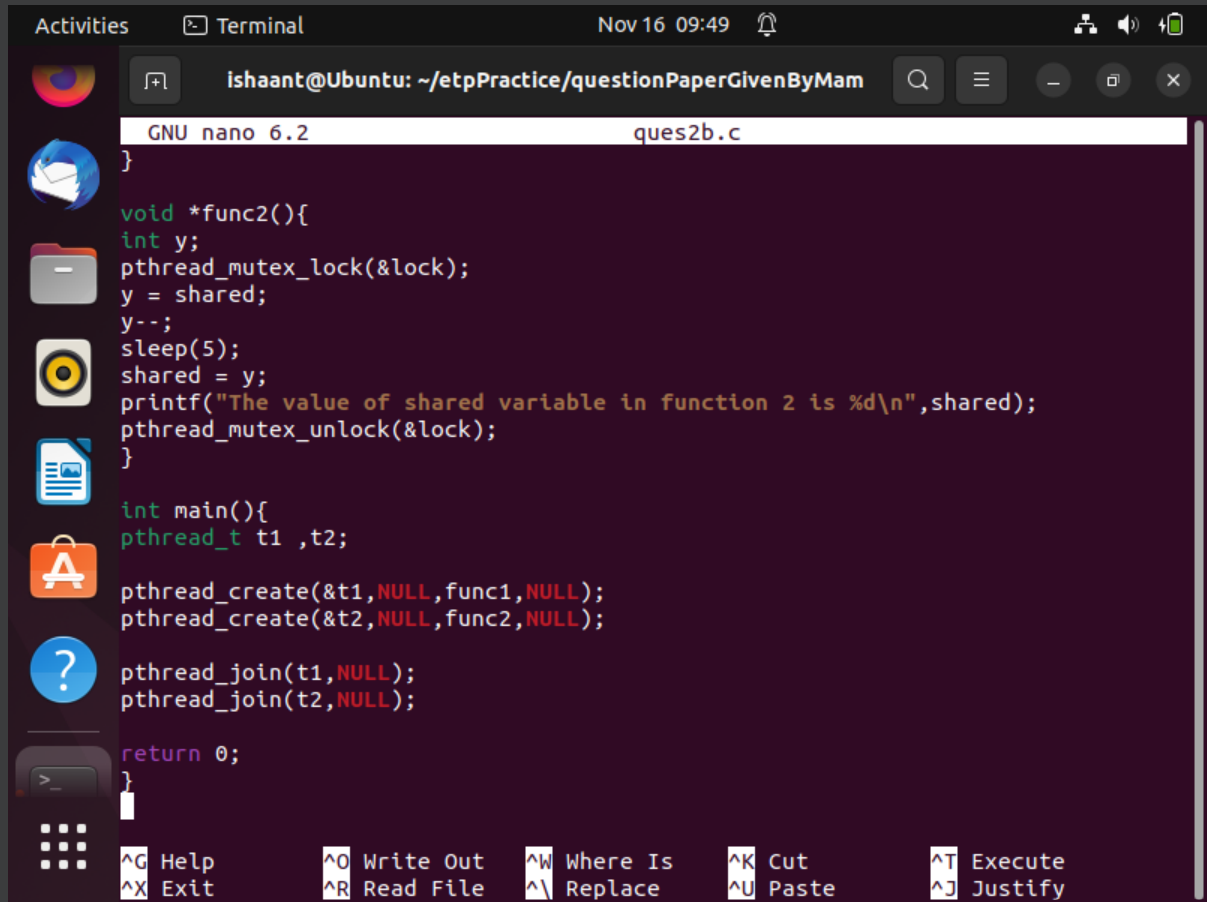 Activities Terminal Nov 16 09:49
ishaant@Ubuntu: ~/etpPractice/questionPaperGivenByMam
GNU nano 6.2 ques2b.c
}
void *func2(){
int y;
pthread_mutex_lock(&lock);
y = shared;
y--;
sleep(5);
shared = y;
printf("The value of shared variable in function 2 is %d\n",shared);
pthread_mutex_unlock(&lock);
}
int main(){
pthread_t t1 ,t2;
pthread_create(&t1,NULL,func1,NULL);
pthread_create(&t2,NULL,func2,NULL);
pthread_join(t1,NULL);
pthread_join(t2,NULL);
return 0;
}
^G Help ^O Write Out ^W Where Is ^K Cut ^T Execute
^X Exit ^R Read File ^\ Replace ^U Paste ^J Justify